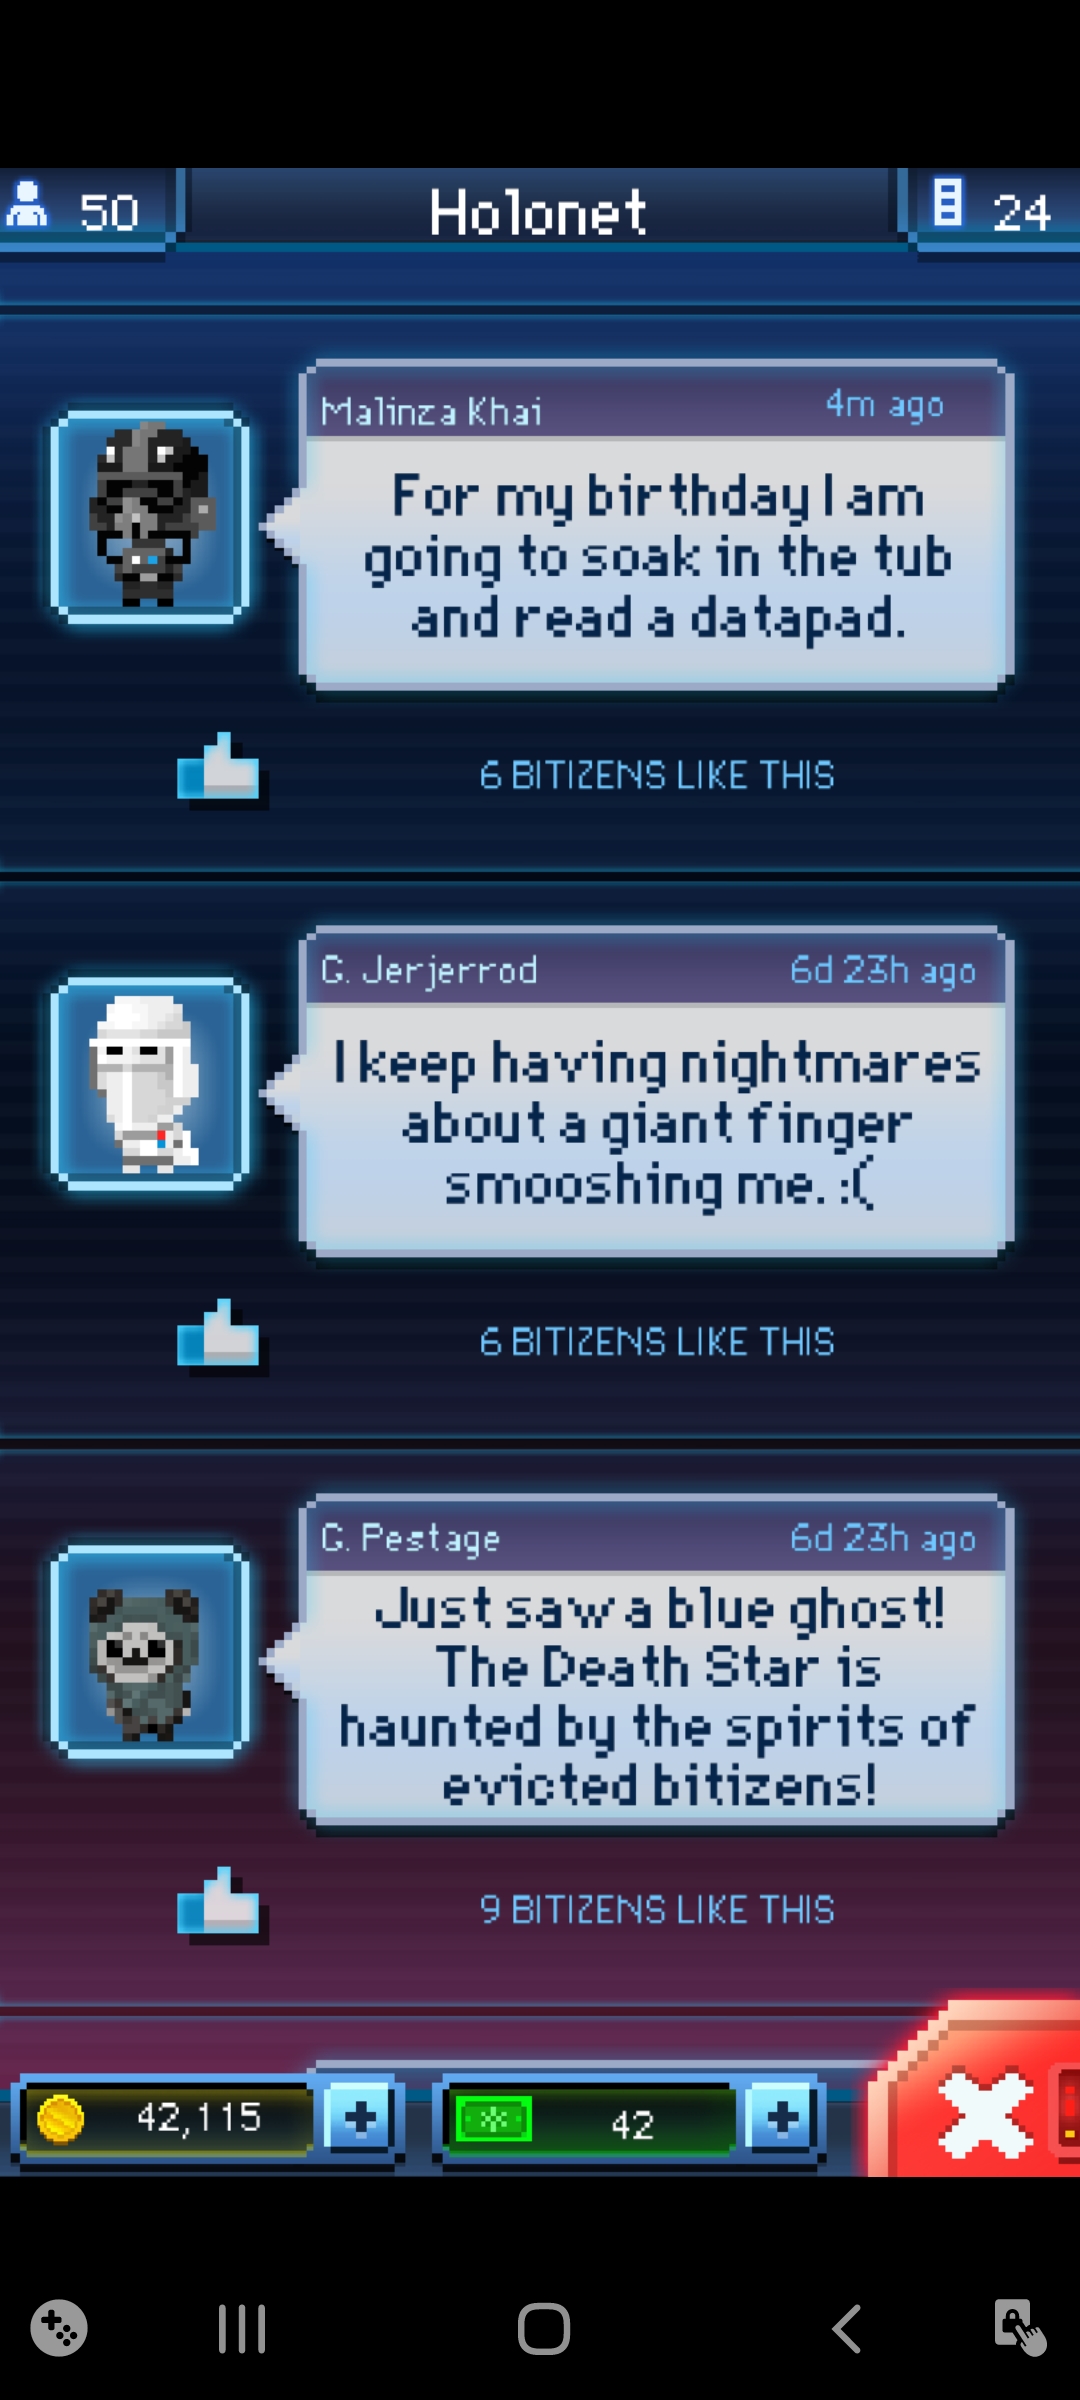 50
Holonet
24
Malinza Khai
4m ago
For my birthday I am
going to soak in the tub
and read a datapad.
6 BITIZENS LIKE THIS
G. Jerjerrod
6d 23h ago
I keep having nightmares
about a giant finger
smooshing me. :(
6 BITIZENS LIKE THIS
G. Pestage
6d 23h ago
Just saw a blue ghost!
The Death Star is
haunted by the spirits of
evicted bitizens!
9 BITIZENS LIKE THIS
42,115
42